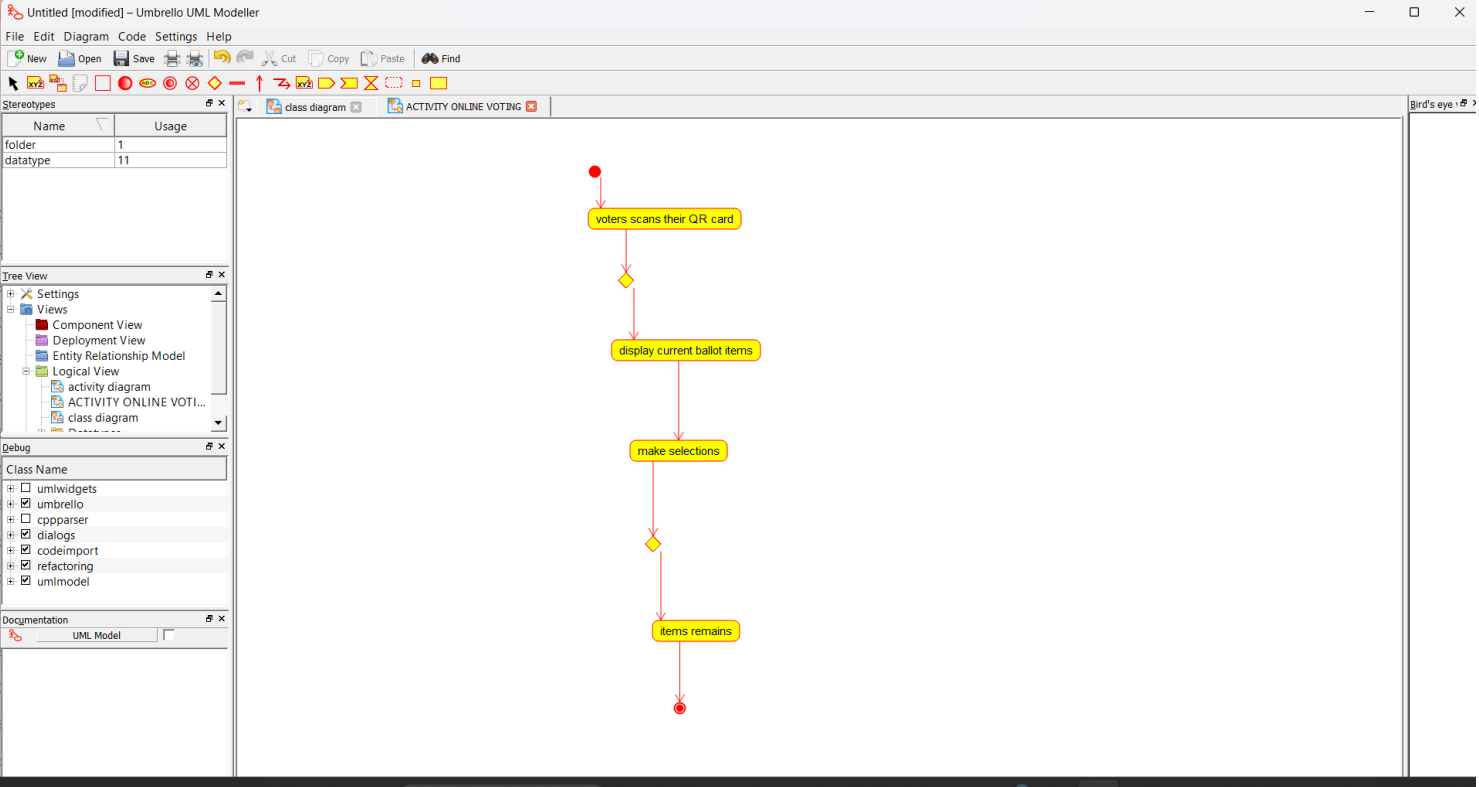 Untitled [modified] – Umbrello UML Modeller
File Edit Diagram Code Settings Help
New Open Save Cut Copy Paste Find
XYZ ABC XYZ
Stereotypes
Name Usage
folder 1
datatype 11
Tree View
Settings
Views
Component View
Deployment View
Entity Relationship Model
Logical View
activity diagram
ACTIVITY ONLINE VOTI...
class diagram
Debug
Class Name
umlwidgets
umbrello
cppparser
dialogs
codeimport
refactoring
umlmodel
Documentation
UML Model
class diagram ACTIVITY ONLINE VOTING
voters scans their QR card
display current ballot items
make selections
items remains
Bird's eye